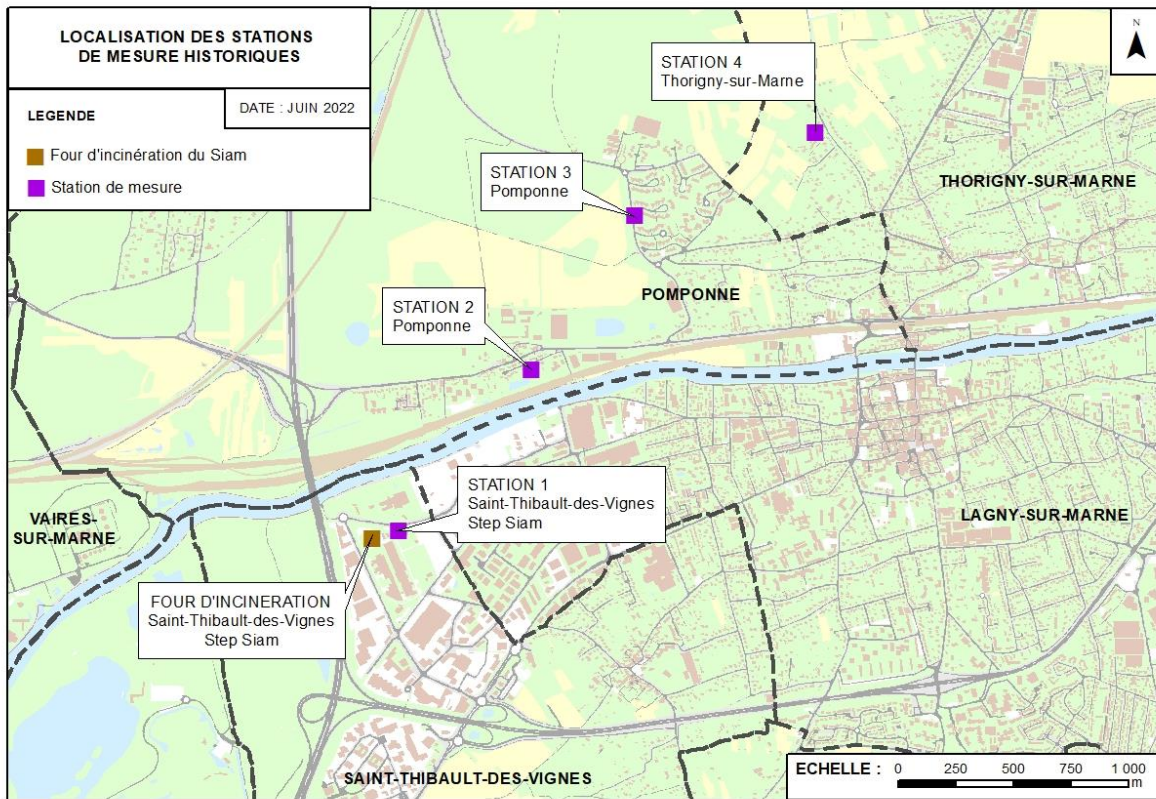 LOCALISATION DES STATIONS
DE MESURE HISTORIQUES
LEGENDE
DATE : JUIN 2022
Four d'incinération du Siam
Station de mesure
N
STATION 4
Thorigny-sur-Marne
STATION 3
Pomponne
THORIGNY-SUR-MARNE
POMPONNE
STATION 2
Pomponne
STATION 1
Saint-Thibault-des-Vignes
Step Siam
VAIRES-
SUR-MARNE
LAGNY-SUR-MARNE
FOUR D'INCINERATION
Saint-Thibault-des-Vignes
Step Siam
SAINT-THIBAULT-DES-VIGNES
ECHELLE : 0 250 500 750 1 000
m